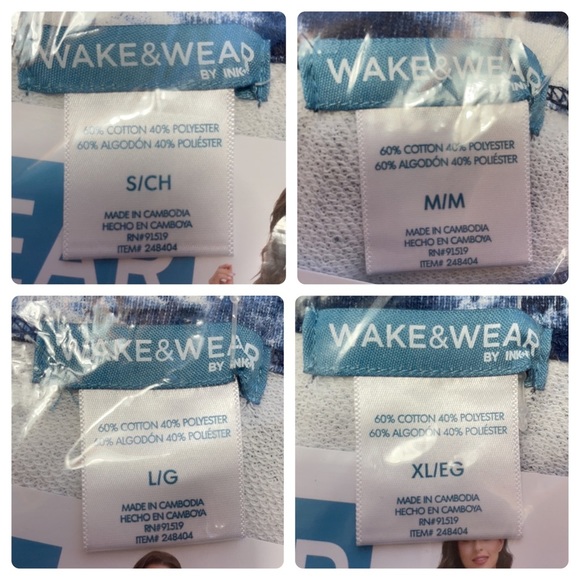 WAKE&WEAR
BY INK+
60% COTTON 40% POLYESTER
60% ALGODÓN 40% POLIÉSTER
S/CH
MADE IN CAMBODIA
HECHO EN CAMBOYA
RN#91519
ITEM# 248404
EAR
WAKE&WEAR
BY INK+
60% COTTON 40% POLYESTER
60% ALGODÓN 40% POLIÉSTER
M/M
MADE IN CAMBODIA
HECHO EN CAMBOYA
RN#91519
ITEM# 248404
WAKE&WEAR
BY INK+
60% COTTON 40% POLYESTER
60% ALGODÓN 40% POLIÉSTER
L/G
MADE IN CAMBODIA
HECHO EN CAMBOYA
RN#91519
ITEM# 248404
WAKE&WEAR
BY INK+
60% COTTON 40% POLYESTER
60% ALGODÓN 40% POLIÉSTER
XL/EG
MADE IN CAMBODIA
HECHO EN CAMBOYA
RN#91519
ITEM# 248404